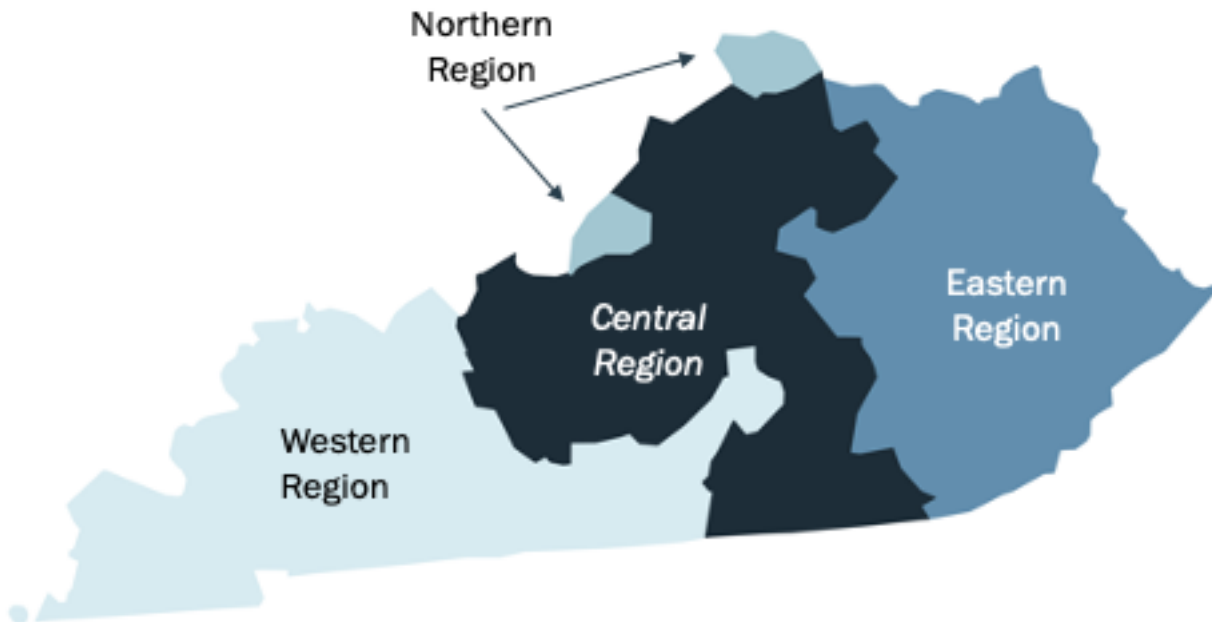 Northern
Region
Central
Region
Eastern
Region
Western
Region